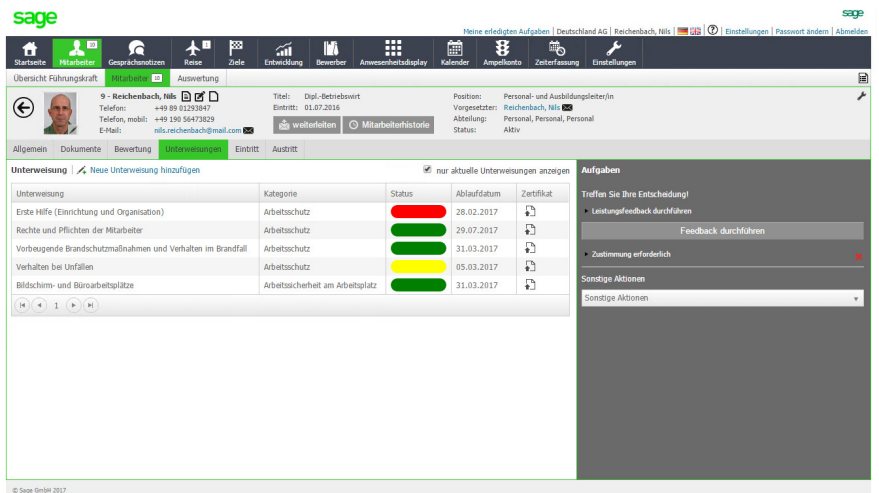 sage
sage
Meine erledigten Aufgaben | Deutschland AG | Reichenbach, Nils | | ? | Einstellungen | Passwort ändern | Abmelden
Startseite Mitarbeiter 10 Gesprächsnotizen Reise Ziele Entwicklung Bewerber Anwesenheitsdisplay Kalender Ampelkonto Zeiterfassung Einstellungen
Übersicht Führungskraft Mitarbeiter 10 Auswertung
9 - Reichenbach, Nils
Telefon: +49 89 01293847
Telefon, mobil: +49 190 56473829
E-Mail: nils.reichenbach@mail.com
Titel: Dipl.-Betriebswirt
Eintritt: 01.07.2016
weiterleiten Mitarbeiterhistorie
Position: Personal- und Ausbildungsleiter/in
Vorgesetzter: Reichenbach, Nils
Abteilung: Personal, Personal, Personal
Status: Aktiv
Allgemein Dokumente Bewertung Unterweisungen Eintritt Austritt
Unterweisung | Neue Unterweisung hinzufügen nur aktuelle Unterweisungen anzeigen
Unterweisung Kategorie Status Ablaufdatum Zertifikat
Erste Hilfe (Einrichtung und Organisation) Arbeitsschutz 28.02.2017
Rechte und Pflichten der Mitarbeiter Arbeitsschutz 29.07.2017
Vorbeugende Brandschutzmaßnahmen und Verhalten im Brandfall Arbeitsschutz 31.03.2017
Verhalten bei Unfällen Arbeitsschutz 05.03.2017
Bildschirm- und Büroarbeitsplätze Arbeitssicherheit am Arbeitsplatz 31.03.2017
1
Aufgaben
Treffen Sie Ihre Entscheidung!
Leistungsfeedback durchführen
Feedback durchführen
Zustimmung erforderlich
Sonstige Aktionen
Sonstige Aktionen
© Sage GmbH 2017